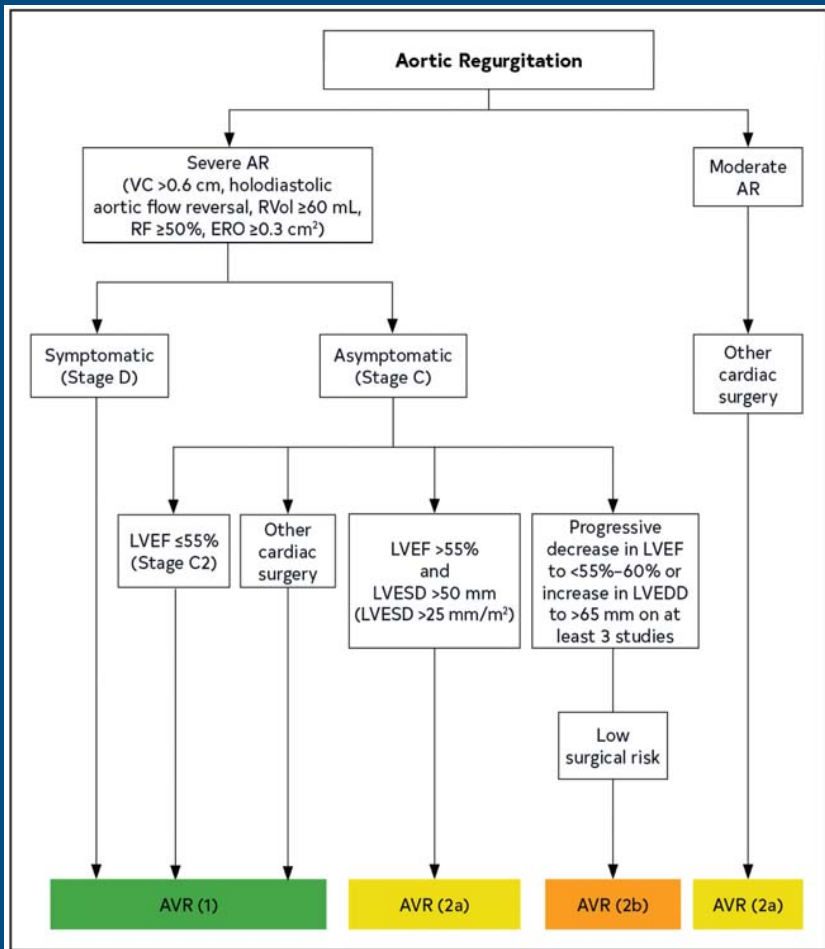 Aortic Regurgitation
Severe AR
(VC >0.6 cm, holodiastolic
aortic flow reversal, RVol ≥60 mL,
RF ≥50%, ERO ≥0.3 cm²)
Moderate
AR
Symptomatic
(Stage D)
Asymptomatic
(Stage C)
Other
cardiac
surgery
LVEF ≤55%
(Stage C2)
Other
cardiac
surgery
LVEF >55%
and
LVESD >50 mm
(LVESD >25 mm/m²)
Progressive
decrease in LVEF
to <55%–60% or
increase in LVEDD
to >65 mm on at
least 3 studies
Low
surgical risk
AVR (1)
AVR (2a)
AVR (2b)
AVR (2a)